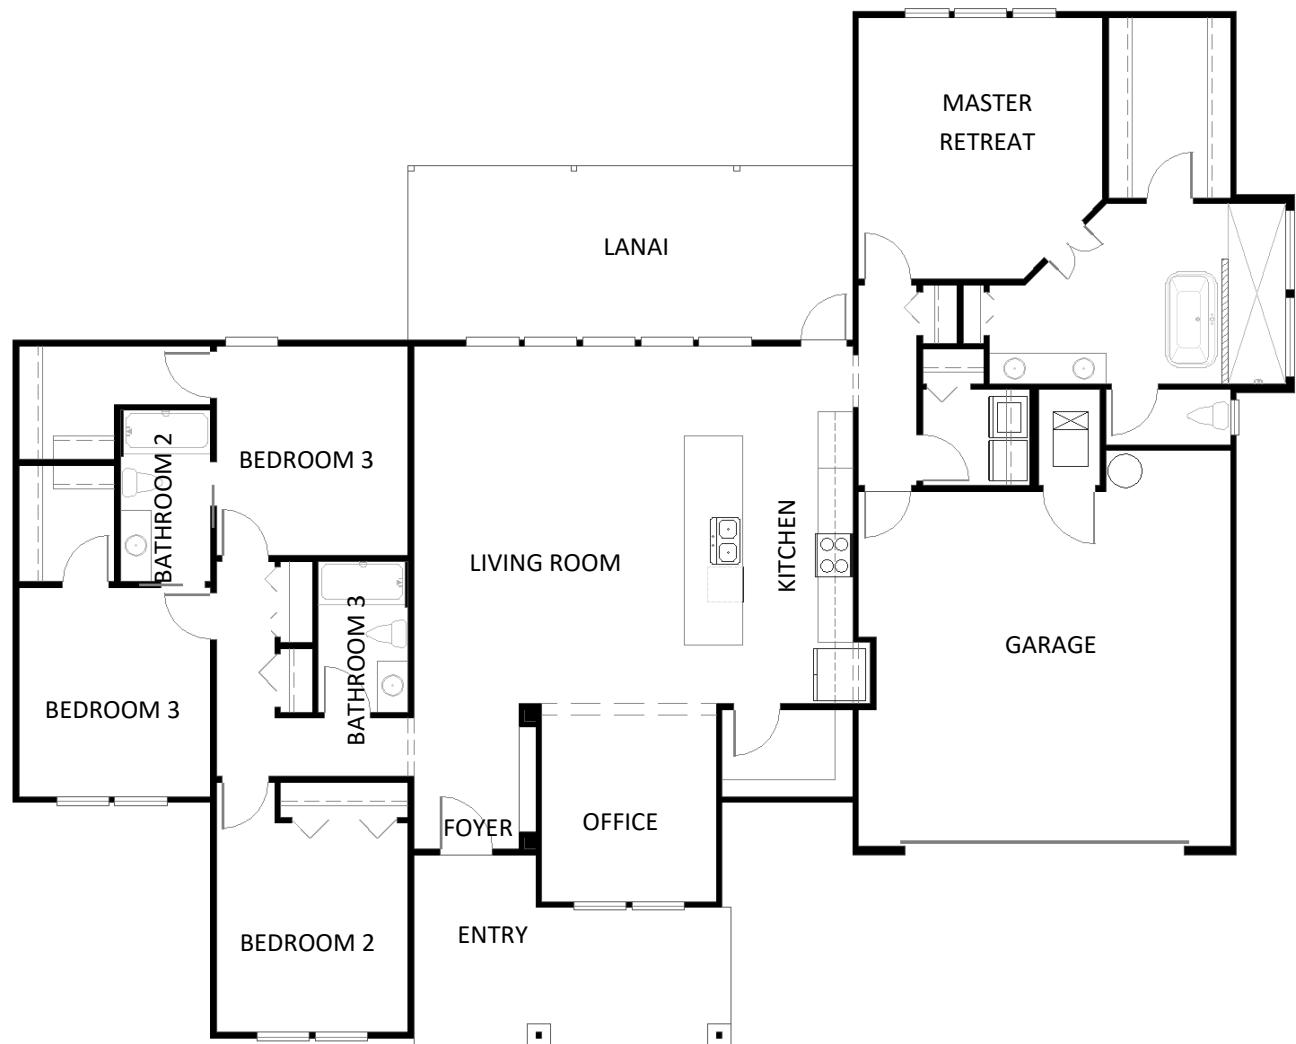 MASTER
RETREAT
LANAI
BATHROOM 2
BEDROOM 3
KITCHEN
LIVING ROOM
BATHROOM 3
GARAGE
BEDROOM 3
FOYER
OFFICE
ENTRY
BEDROOM 2